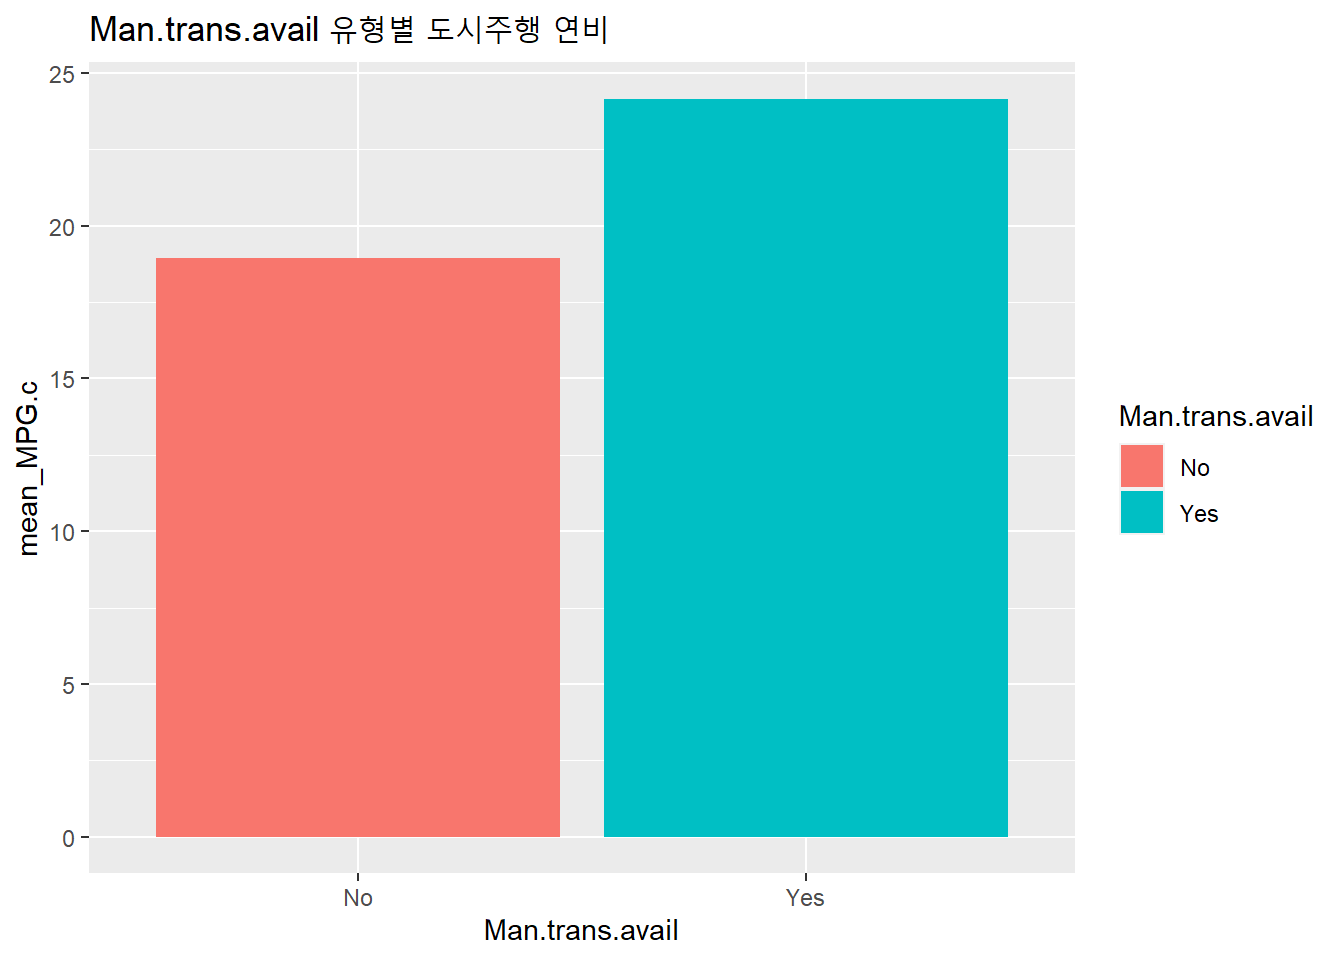 Man.trans.avail 유형별 도시주행 연비
25
20
15
10
5
0
mean_MPG.c
No
Yes
Man.trans.avail
Man.trans.avail
No
Yes